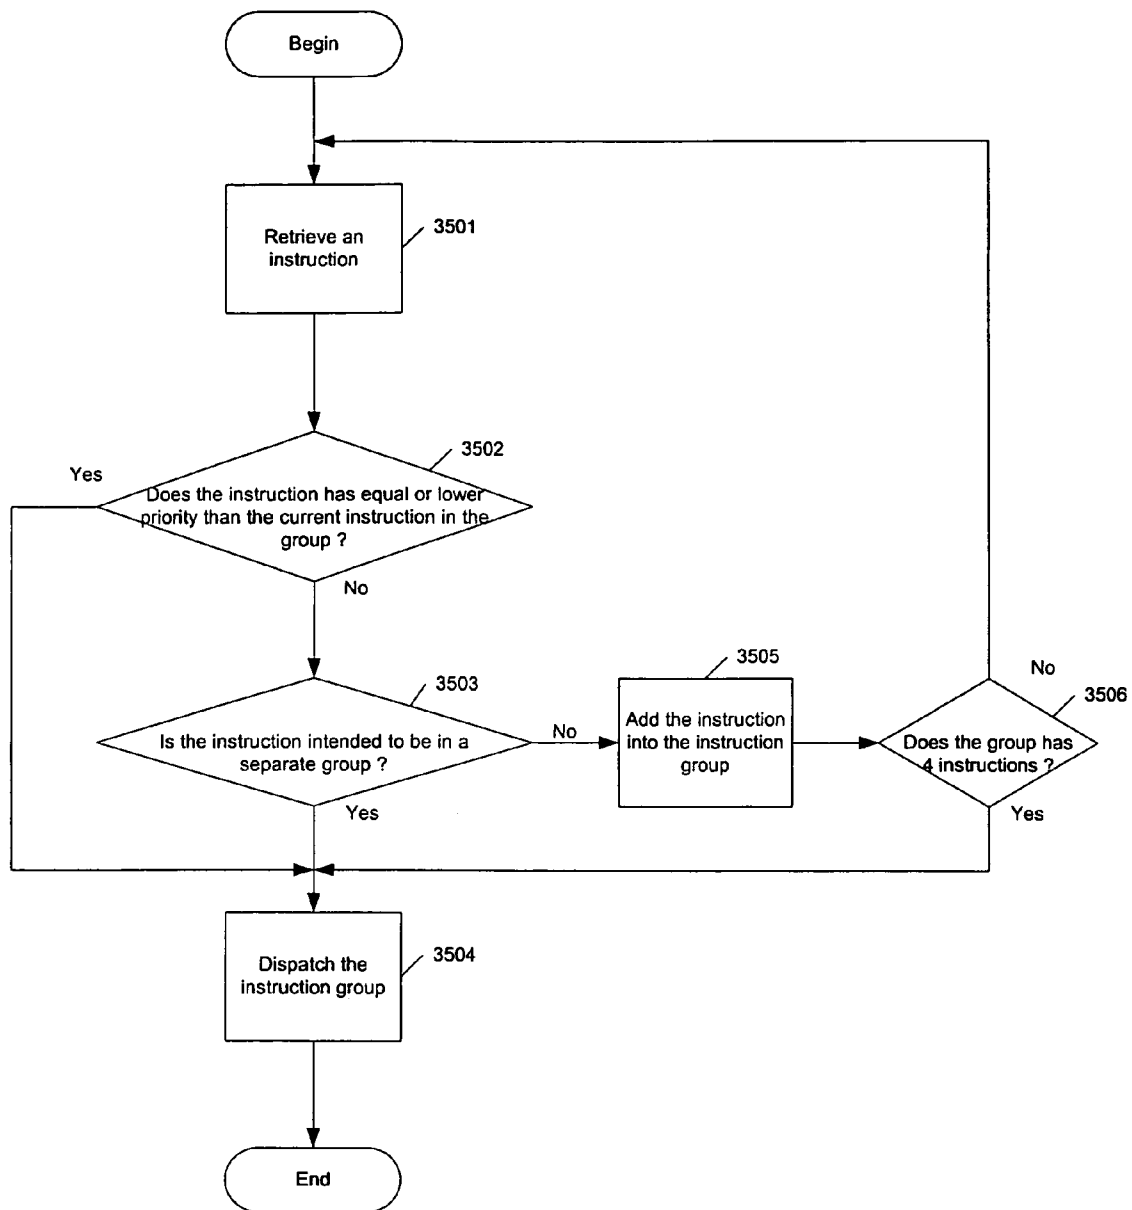 Begin
3501
Retrieve an
instruction
3502
Yes
Does the instruction has equal or lower
priority than the current instruction in the
group ?
No
3505
No
3503
3506
Add the instruction
into the instruction
group
No
Is the instruction intended to be in a
separate group ?
Does the group has
4 instructions ?
Yes
Yes
3504
Dispatch the
instruction group
End